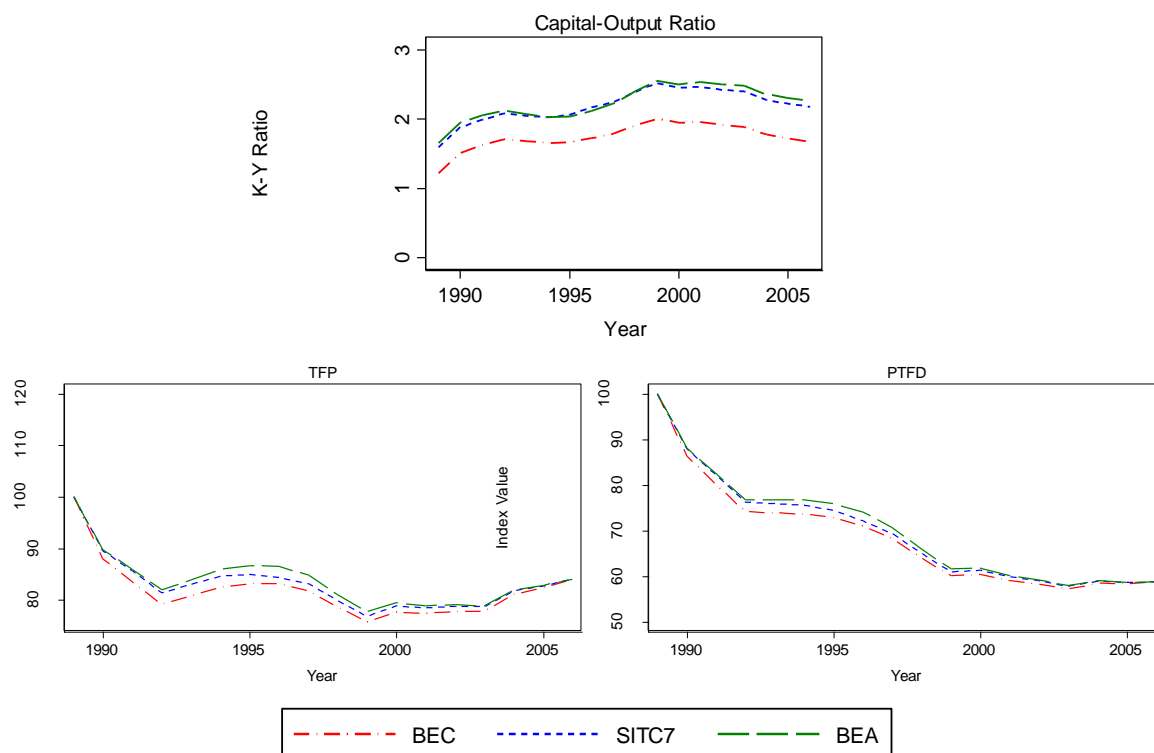 Capital-Output Ratio
K-Y Ratio
3
2
1
0
1990 1995 2000 2005
Year
TFP
120
110
100
90
80
1990 1995 2000 2005
Year
PTFD
Index Value
100
90
80
70
60
50
1990 1995 2000 2005
Year
BEC SITC7 BEA